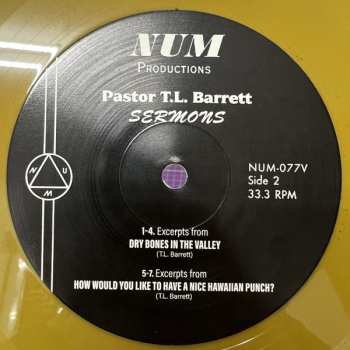 NUM
PRODUCTIONS
Pastor T.L. Barrett
SERMONS
N U M
NUM-077V
Side 2
33.3 RPM
1-4. Excerpts from
DRY BONES IN THE VALLEY
(T.L. Barrett)
5-7. Excerpts from
HOW WOULD YOU LIKE TO HAVE A NICE HAWAIIAN PUNCH?
(T.L. Barrett)